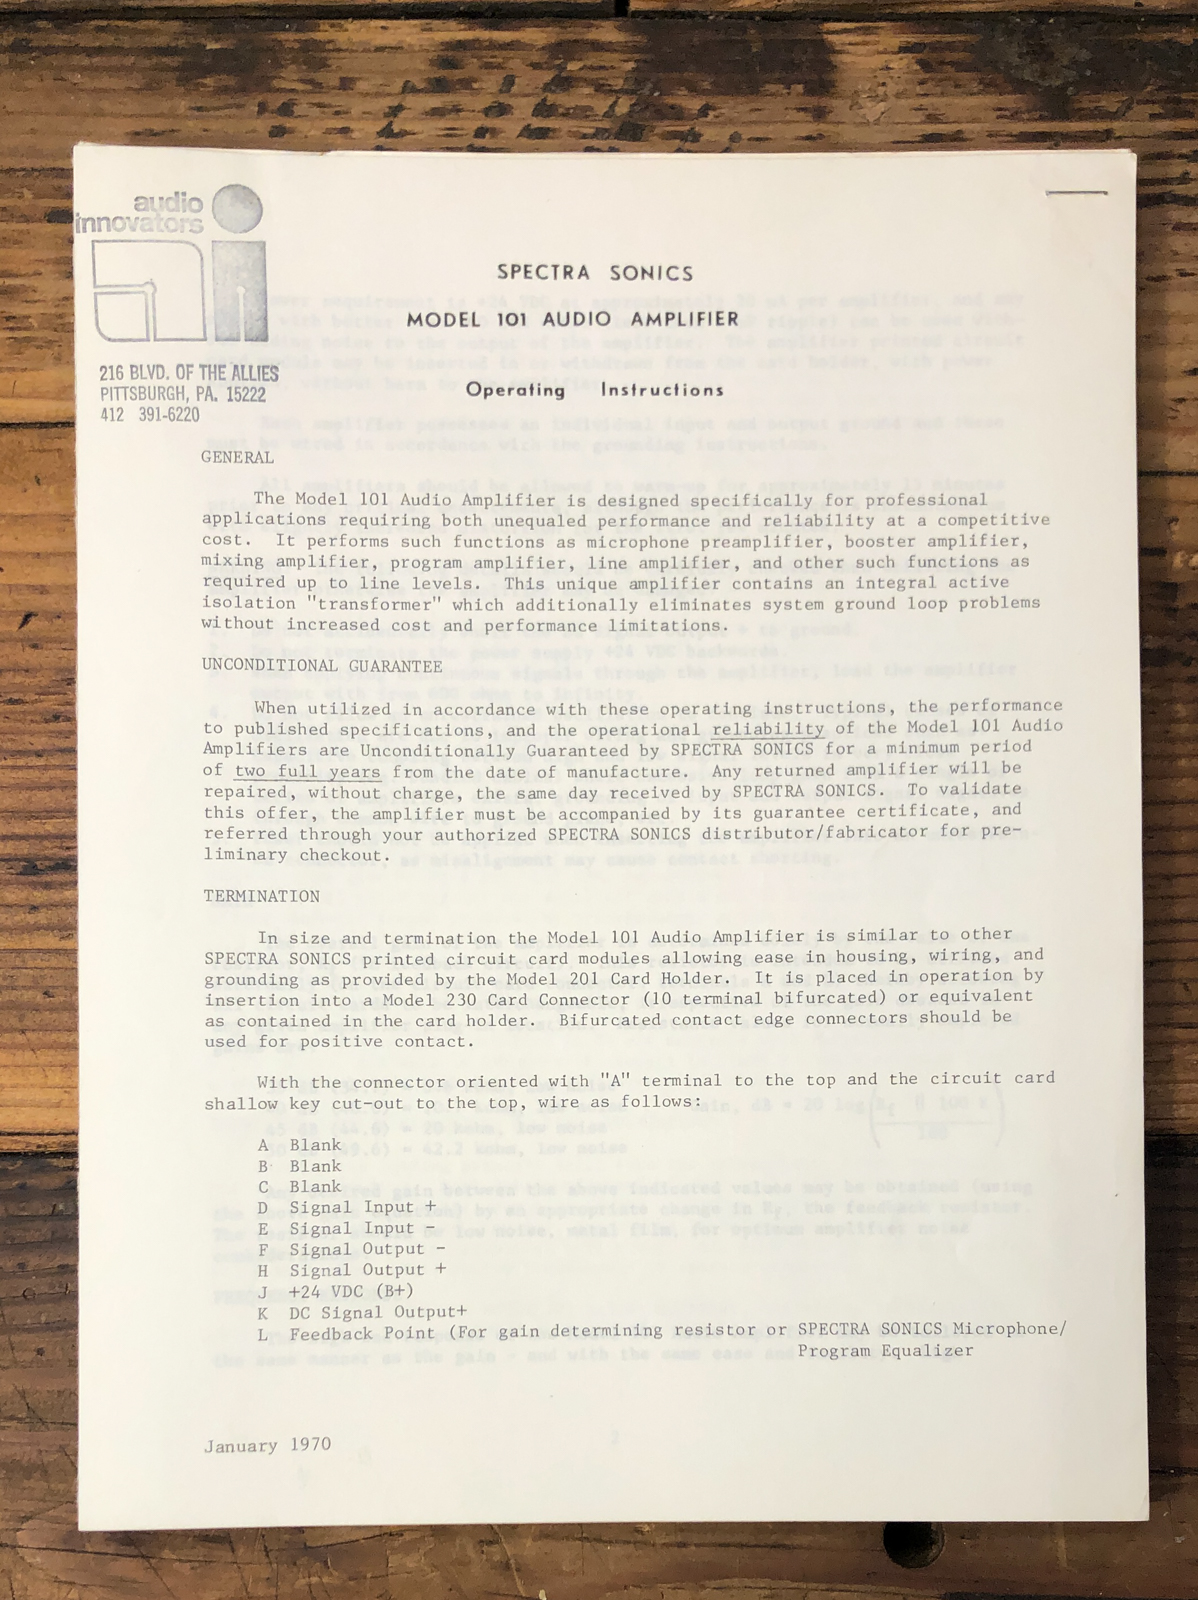 audio
innovators
216 BLVD. OF THE ALLIES
PITTSBURGH, PA. 15222
412 391-6220
SPECTRA SONICS
MODEL 101 AUDIO AMPLIFIER
Operating Instructions
GENERAL
The Model 101 Audio Amplifier is designed specifically for professional
applications requiring both unequaled performance and reliability at a competitive
cost. It performs such functions as microphone preamplifier, booster amplifier,
mixing amplifier, program amplifier, line amplifier, and other such functions as
required up to line levels. This unique amplifier contains an integral active
isolation "transformer" which additionally eliminates system ground loop problems
without increased cost and performance limitations.
UNCONDITIONAL GUARANTEE
When utilized in accordance with these operating instructions, the performance
to published specifications, and the operational reliability of the Model 101 Audio
Amplifiers are Unconditionally Guaranteed by SPECTRA SONICS for a minimum period
of two full years from the date of manufacture. Any returned amplifier will be
repaired, without charge, the same day received by SPECTRA SONICS. To validate
this offer, the amplifier must be accompanied by its guarantee certificate, and
referred through your authorized SPECTRA SONICS distributor/fabricator for pre-
liminary checkout.
TERMINATION
In size and termination the Model 101 Audio Amplifier is similar to other
SPECTRA SONICS printed circuit card modules allowing ease in housing, wiring, and
grounding as provided by the Model 201 Card Holder. It is placed in operation by
insertion into a Model 230 Card Connector (10 terminal bifurcated) or equivalent
as contained in the card holder. Bifurcated contact edge connectors should be
used for positive contact.
With the connector oriented with "A" terminal to the top and the circuit card
shallow key cut-out to the top, wire as follows:
A Blank
B Blank
C Blank
D Signal Input +
E Signal Input -
F Signal Output -
H Signal Output +
J +24 VDC (B+)
K DC Signal Output+
L Feedback Point (For gain determining resistor or SPECTRA SONICS Microphone/
Program Equalizer
January 1970